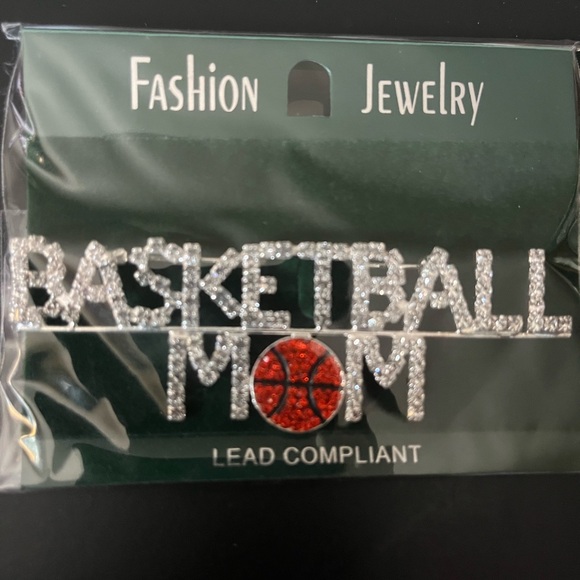 Fashion Jewelry
BASKETBALL
MOM
LEAD COMPLIANT